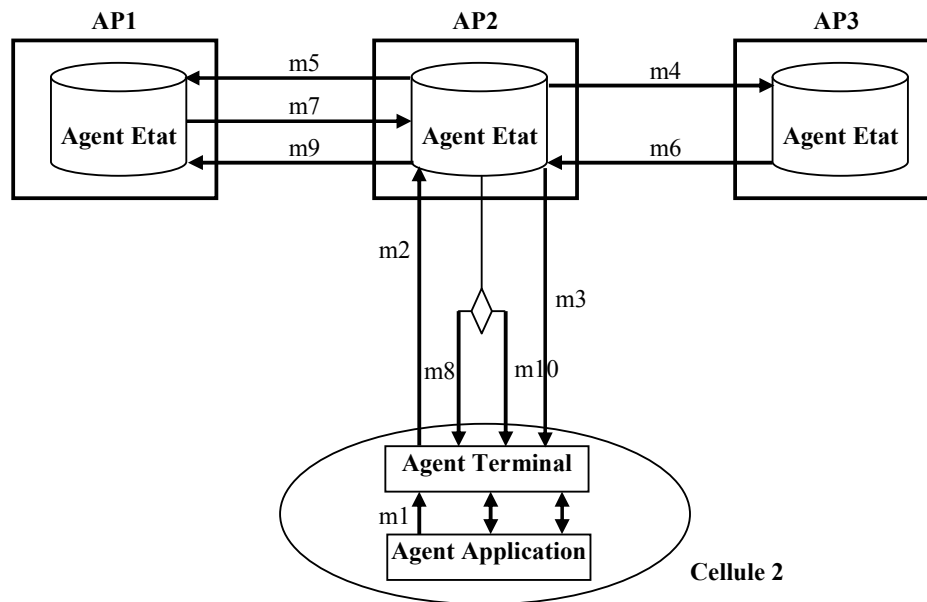 AP1
AP2
AP3
m5
m4
m7
Agent Etat
Agent Etat
Agent Etat
m9
m6
m2
m3
m8
m10
Agent Terminal
m1
Agent Application
Cellule 2